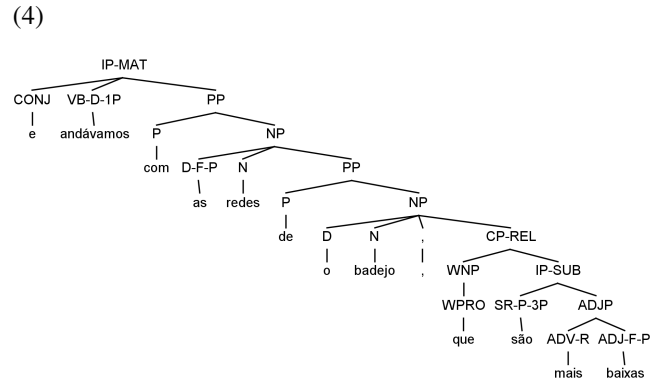 (4)
IP-MAT
CONJ VB-D-1P PP
e andávamos P NP
com D-F-P N PP
as redes P NP
de D N , CP-REL
o badejo , WNP IP-SUB
WPRO SR-P-3P ADJP
que são ADV-R ADJ-F-P
mais baixas